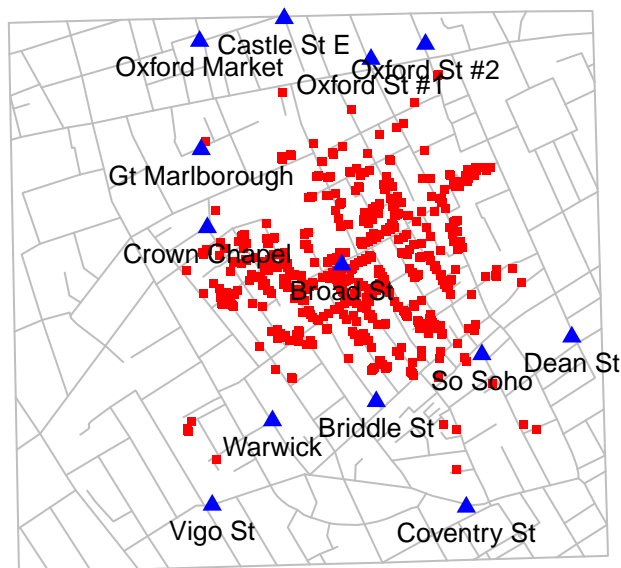 Castle St E
Oxford Market
Oxford St #2
Oxford St #1
Gt Marlborough
Crown Chapel
Broad St
Dean St
So Soho
Briddle St
Warwick
Vigo St
Coventry St